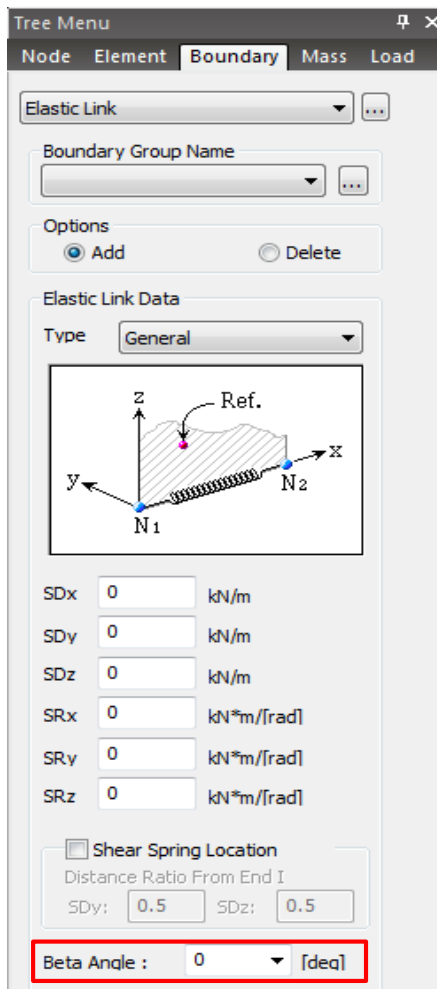 Tree Menu
Node Element Boundary Mass Load
Elastic Link
...
Boundary Group Name
...
Options
Add Delete
Elastic Link Data
Type General
z Ref.
x
y
N1 N2
SDx 0 kN/m
SDy 0 kN/m
SDz 0 kN/m
SRx 0 kN*m/[rad]
SRy 0 kN*m/[rad]
SRz 0 kN*m/[rad]
Shear Spring Location
Distance Ratio From End I
SDy: 0.5 SDz: 0.5
Beta Angle : 0 [deg]